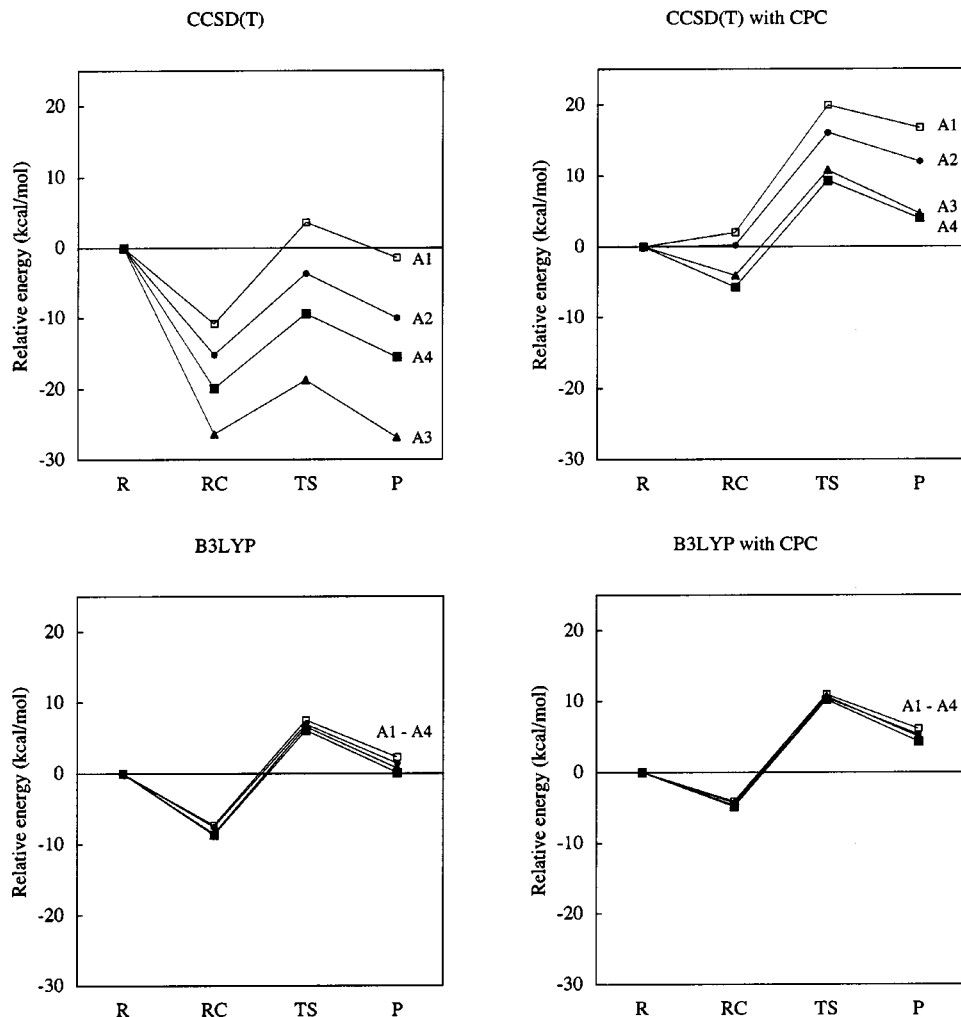 CCSD(T)
Relative energy (kcal/mol)
20
10
0
-10
-20
-30
A1
A2
A4
A3
R RC TS P
CCSD(T) with CPC
Relative energy (kcal/mol)
20
10
0
-10
-20
-30
A1
A2
A3
A4
R RC TS P
B3LYP
Relative energy (kcal/mol)
20
10
0
-10
-20
-30
A1 - A4
R RC TS P
B3LYP with CPC
Relative energy (kcal/mol)
20
10
0
-10
-20
-30
A1 - A4
R RC TS P